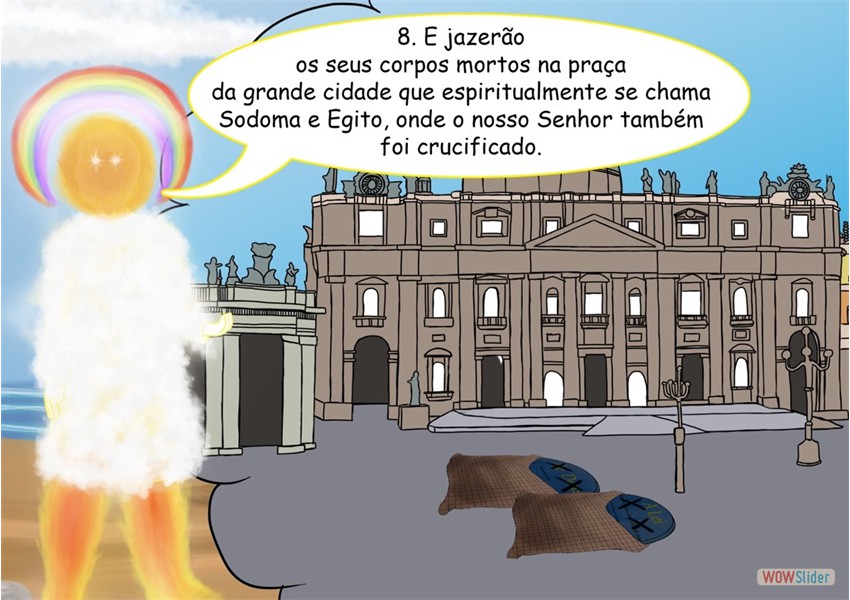 8. E jazerão
os seus corpos mortos na praça
da grande cidade que espiritualmente se chama
Sodoma e Egito, onde o nosso Senhor também
foi crucificado.
A Lei
WOWSlider